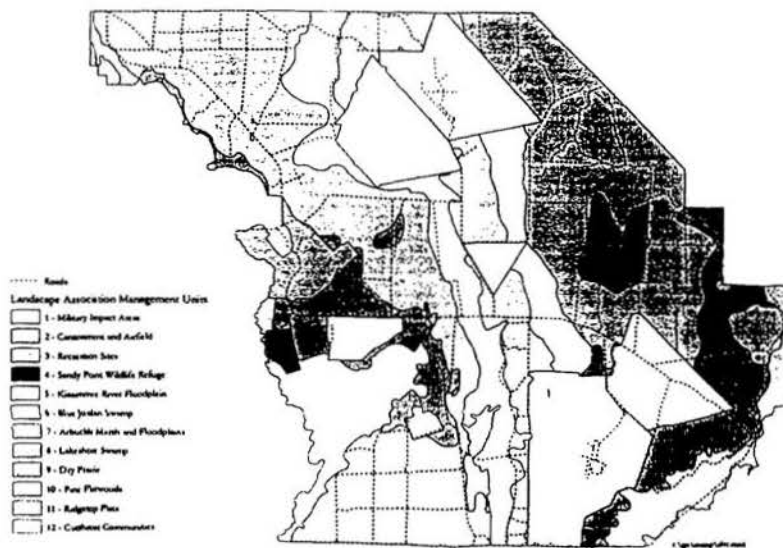 Roads
Landscape Association Management Units
1 - Military Impact Areas
2 - Cantonment and Airfield
3 - Recreation Sites
4 - Sandy Point Wildlife Refuge
5 - Kissimmee River Floodplain
6 - Blue Jordan Swamp
7 - Arbuckle Marsh and Floodplains
8 - Lakeshore Swamp
9 - Dry Prairie
10 - Pine Flatwoods
11 - Ridgetop Pines
12 - Cutthroat Communities
1